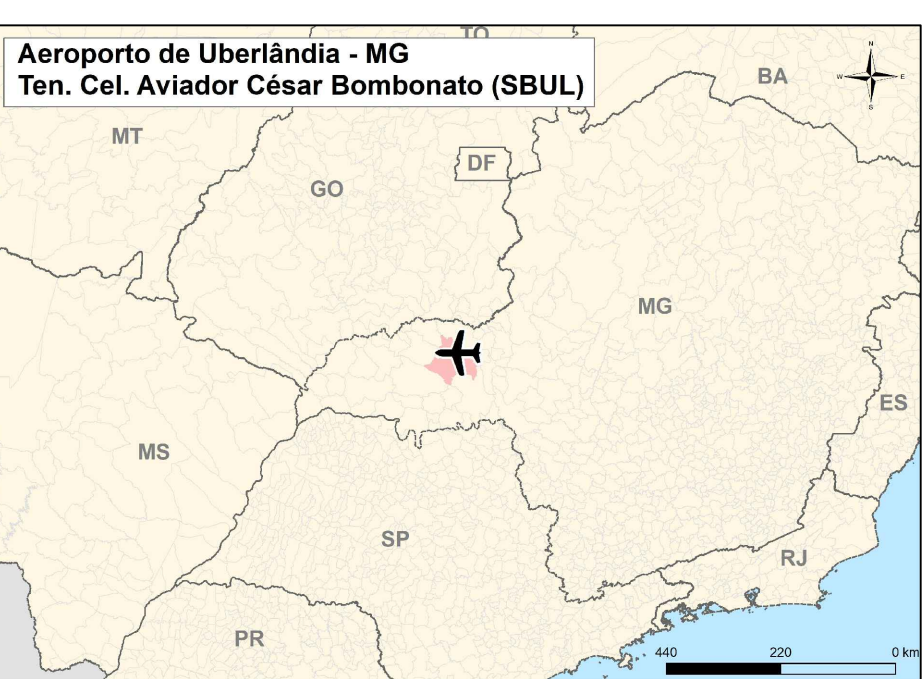 TO
Aeroporto de Uberlândia - MG
Ten. Cel. Aviador César Bombonato (SBUL)
N
W
E
S
BA
MT
DF
GO
MG
ES
MS
SP
RJ
PR
440 220 0 km